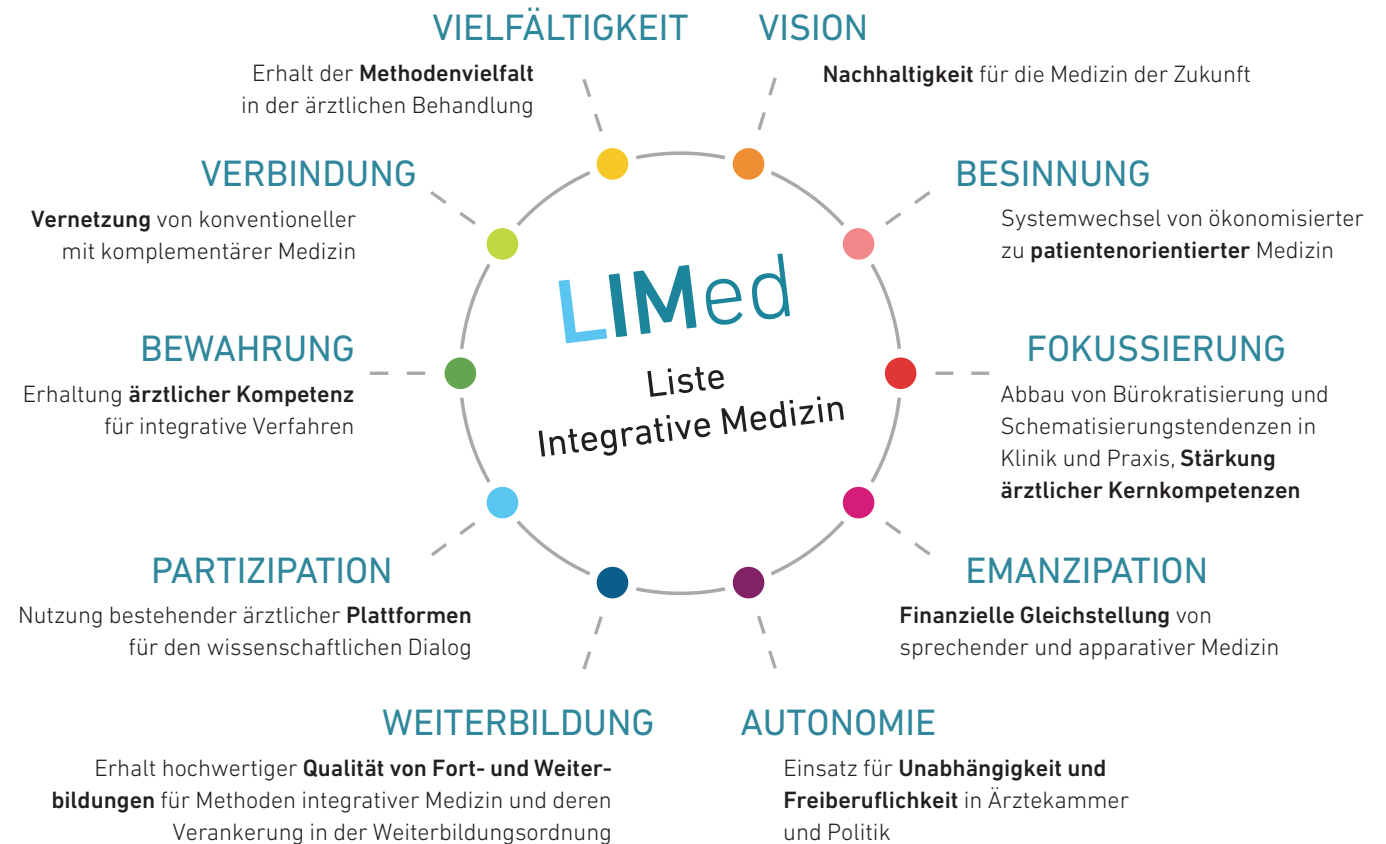 VIELFÄLTIGKEIT
Erhalt der Methodenvielfalt
in der ärztlichen Behandlung
VISION
Nachhaltigkeit für die Medizin der Zukunft
VERBINDUNG
Vernetzung von konventioneller
mit komplementärer Medizin
BESINNUNG
Systemwechsel von ökonomisierter
zu patientenorientierter Medizin
LIMed
Liste
Integrative Medizin
BEWAHRUNG
Erhaltung ärztlicher Kompetenz
für integrative Verfahren
FOKUSSIERUNG
Abbau von Bürokratisierung und
Schematisierungstendenzen in
Klinik und Praxis, Stärkung
ärztlicher Kernkompetenzen
PARTIZIPATION
Nutzung bestehender ärztlicher Plattformen
für den wissenschaftlichen Dialog
EMANZIPATION
Finanzielle Gleichstellung von
sprechender und apparativer Medizin
WEITERBILDUNG
Erhalt hochwertiger Qualität von Fort- und Weiter-
bildungen für Methoden integrativer Medizin und deren
Verankerung in der Weiterbildungsordnung
AUTONOMIE
Einsatz für Unabhängigkeit und
Freiberuflichkeit in Ärztekammer
und Politik